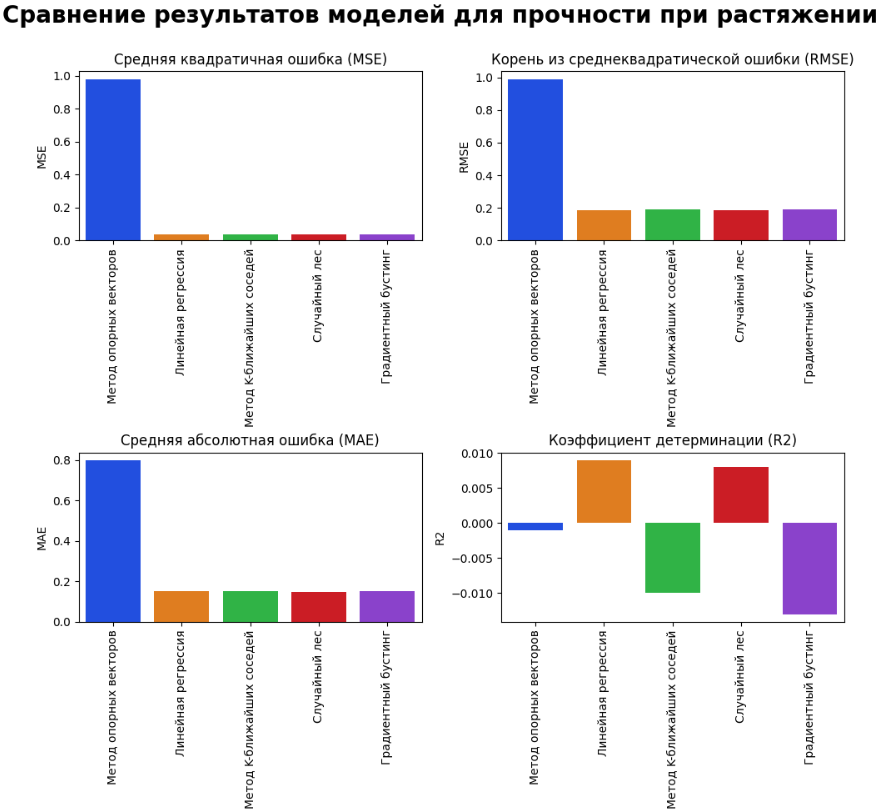 Сравнение результатов моделей для прочности при растяжении
Средняя квадратичная ошибка (MSE)
1.0
0.8
0.6
0.4
0.2
0.0
MSE
Метод опорных векторов
Линейная регрессия
Метод К-ближайших соседей
Случайный лес
Градиентный бустинг
Корень из среднеквадратической ошибки (RMSE)
1.0
0.8
0.6
0.4
0.2
0.0
RMSE
Метод опорных векторов
Линейная регрессия
Метод К-ближайших соседей
Случайный лес
Градиентный бустинг
Средняя абсолютная ошибка (MAE)
0.8
0.6
0.4
0.2
0.0
MAE
Метод опорных векторов
Линейная регрессия
Метод К-ближайших соседей
Случайный лес
Градиентный бустинг
Коэффициент детерминации (R2)
0.010
0.005
0.000
−0.005
−0.010
R2
Метод опорных векторов
Линейная регрессия
Метод К-ближайших соседей
Случайный лес
Градиентный бустинг